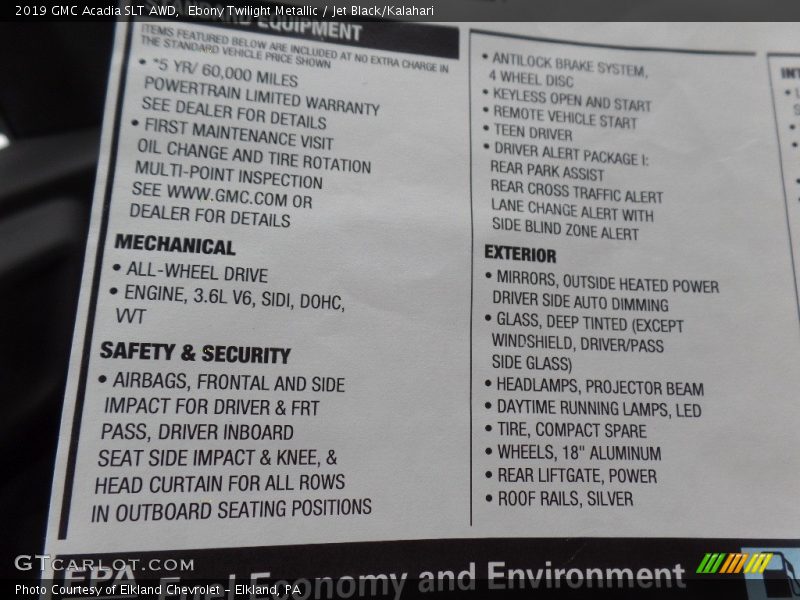 2019 GMC Acadia SLT AWD,  Ebony Twilight Metallic / Jet Black/Kalahari
STANDARD EQUIPMENT
ITEMS FEATURED BELOW ARE INCLUDED AT NO EXTRA CHARGE IN
THE STANDARD VEHICLE PRICE SHOWN
• *5 YR/ 60,000 MILES
POWERTRAIN LIMITED WARRANTY
SEE DEALER FOR DETAILS
• FIRST MAINTENANCE VISIT
OIL CHANGE AND TIRE ROTATION
MULTI-POINT INSPECTION
SEE WWW.GMC.COM OR
DEALER FOR DETAILS
MECHANICAL
• ALL-WHEEL DRIVE
• ENGINE, 3.6L V6, SIDI, DOHC,
VVT
SAFETY & SECURITY
• AIRBAGS, FRONTAL AND SIDE
IMPACT FOR DRIVER & FRT
PASS, DRIVER INBOARD
SEAT SIDE IMPACT & KNEE, &
HEAD CURTAIN FOR ALL ROWS
IN OUTBOARD SEATING POSITIONS
• ANTILOCK BRAKE SYSTEM,
4 WHEEL DISC
• KEYLESS OPEN AND START
• REMOTE VEHICLE START
• TEEN DRIVER
• DRIVER ALERT PACKAGE I:
REAR PARK ASSIST
REAR CROSS TRAFFIC ALERT
LANE CHANGE ALERT WITH
SIDE BLIND ZONE ALERT
EXTERIOR
• MIRRORS, OUTSIDE HEATED POWER
DRIVER SIDE AUTO DIMMING
• GLASS, DEEP TINTED (EXCEPT
WINDSHIELD, DRIVER/PASS
SIDE GLASS)
• HEADLAMPS, PROJECTOR BEAM
• DAYTIME RUNNING LAMPS, LED
• TIRE, COMPACT SPARE
• WHEELS, 18" ALUMINUM
• REAR LIFTGATE, POWER
• ROOF RAILS, SILVER
INT
EPA Fuel Economy and Environment
GTCARLOT.COM
Photo Courtesy of Elkland Chevrolet – Elkland, PA